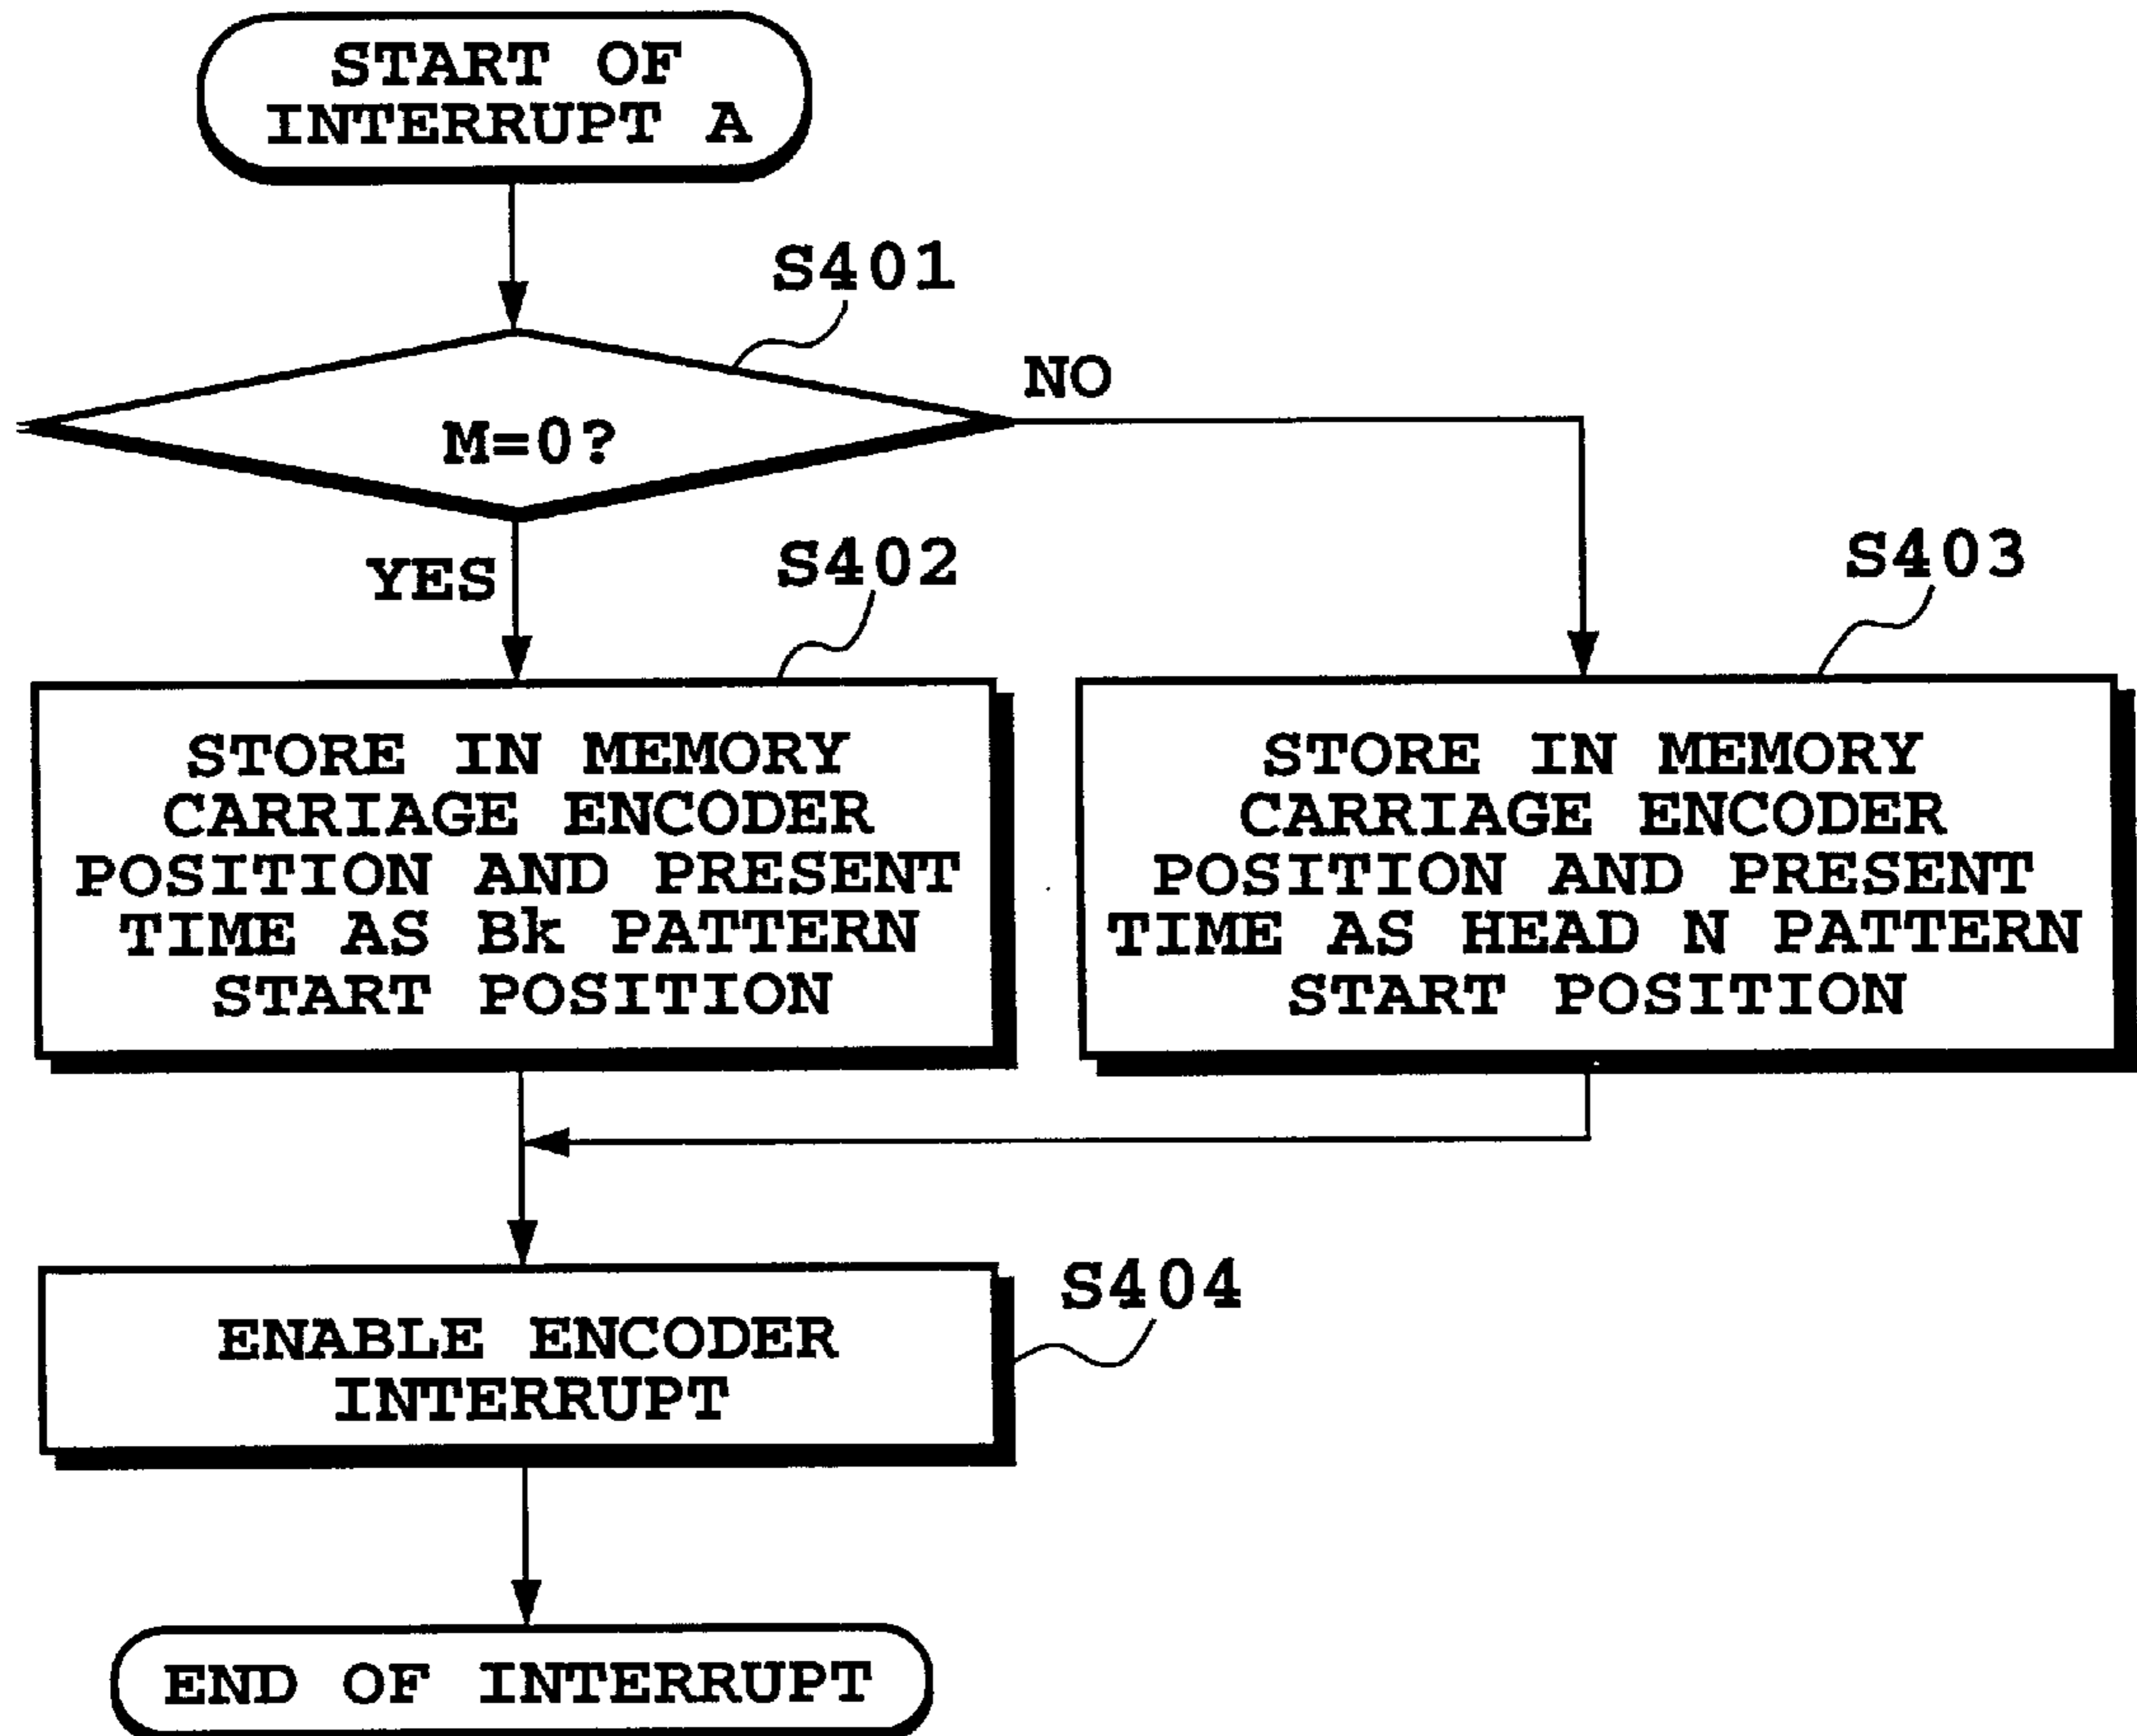 START OF
INTERRUPT A
S401
M=0?
NO
YES
S402
S403
STORE IN MEMORY
CARRIAGE ENCODER
POSITION AND PRESENT
TIME AS Bk PATTERN
START POSITION
STORE IN MEMORY
CARRIAGE ENCODER
POSITION AND PRESENT
TIME AS HEAD N PATTERN
START POSITION
S404
ENABLE ENCODER
INTERRUPT
END OF INTERRUPT